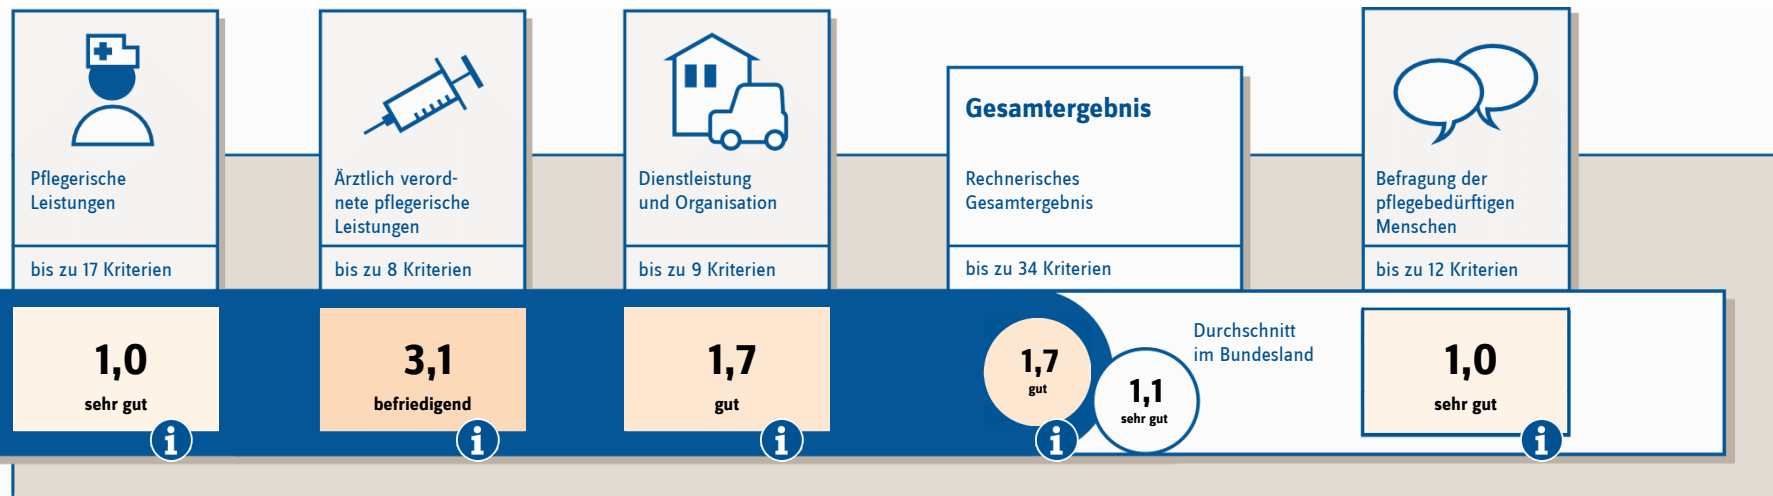 Pflegerische
Leistungen
bis zu 17 Kriterien
1,0
sehr gut
i
Ärztlich verord-
nete pflegerische
Leistungen
bis zu 8 Kriterien
3,1
befriedigend
i
Dienstleistung
und Organisation
bis zu 9 Kriterien
1,7
gut
i
Gesamtergebnis
Rechnerisches
Gesamtergebnis
bis zu 34 Kriterien
1,7
gut
i
1,1
sehr gut
Durchschnitt
im Bundesland
Befragung der
pflegebedürftigen
Menschen
bis zu 12 Kriterien
1,0
sehr gut
i